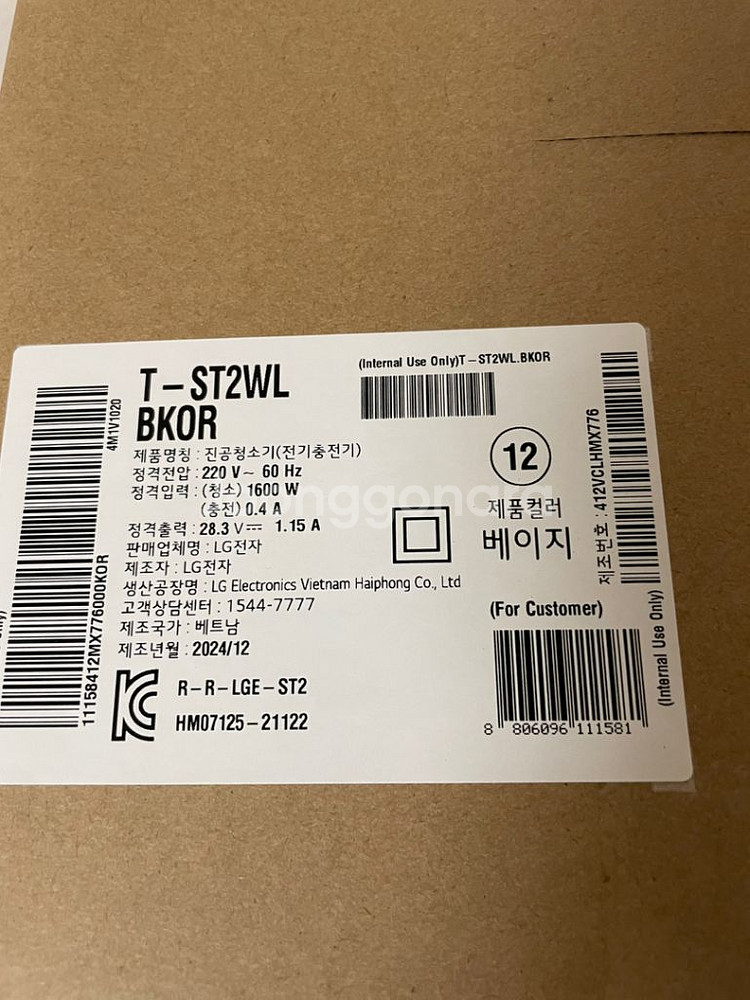 T-ST2WL
BKOR
(Internal Use Only)T-ST2WL.BKOR
제품명칭 : 진공청소기(전기충전기)
정격전압 : 220 V~ 60 Hz
정격입력 : (청소) 1600 W
(충전) 0.4 A
정격출력 : 28.3 V⎓ 1.15 A
판매업체명 : LG전자
제조자 : LG전자
생산공장명 : LG Electronics Vietnam Haiphong Co., Ltd
고객상담센터 : 1544-7777
제조국가 : 베트남
제조년월 : 2024/12
R-R-LGE-ST2
HM07125-21122
12
제품컬러
베이지
(For Customer)
8 806096 111581
4M1V1020
11158412MX776000KOR
제조번호 : 412VCLHMX776
(Internal Use Only)